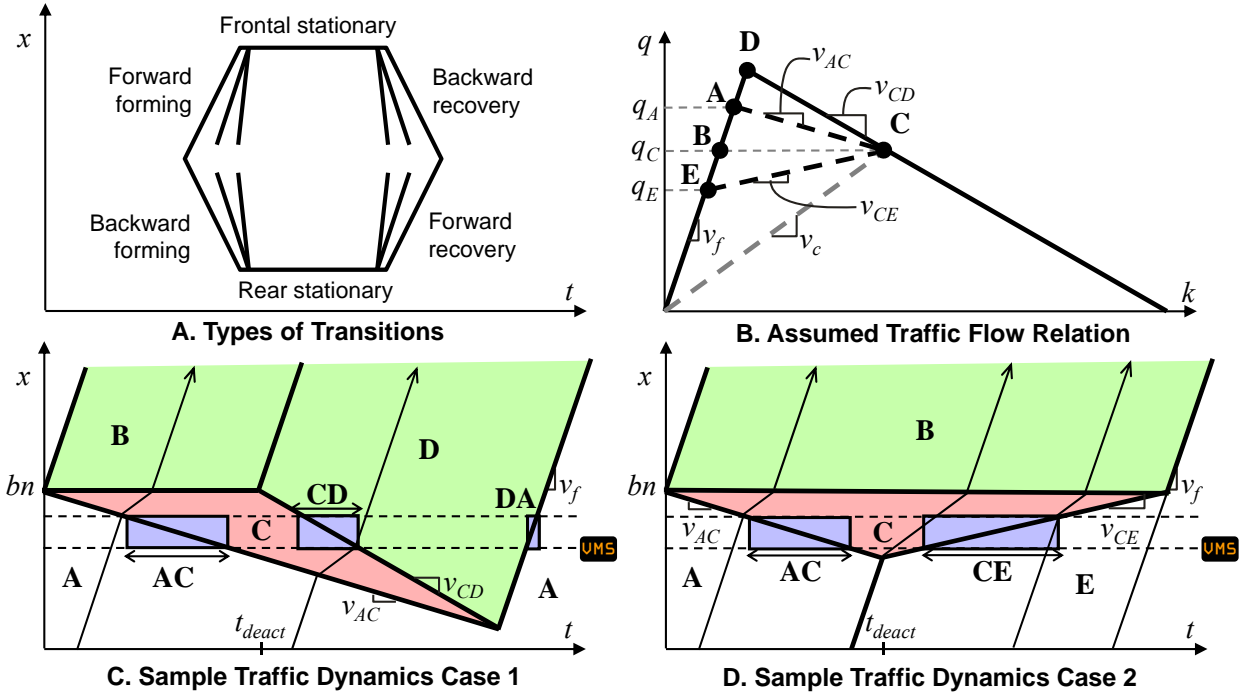 x
Frontal stationary
Forward
forming
Backward
recovery
Backward
forming
Forward
recovery
Rear stationary
t
A. Types of Transitions
q
D
v_AC
A
v_CD
q_A
C
B
q_C
E
q_E
v_CE
v_f
v_c
k
B. Assumed Traffic Flow Relation
x
B
D
bn
CD
DA
v_f
C
VMS
A
AC
v_CD
A
v_AC
t_deact
t
C. Sample Traffic Dynamics Case 1
x
B
bn
v_f
v_AC
v_CE
C
VMS
A
AC
CE
E
t_deact
t
D. Sample Traffic Dynamics Case 2